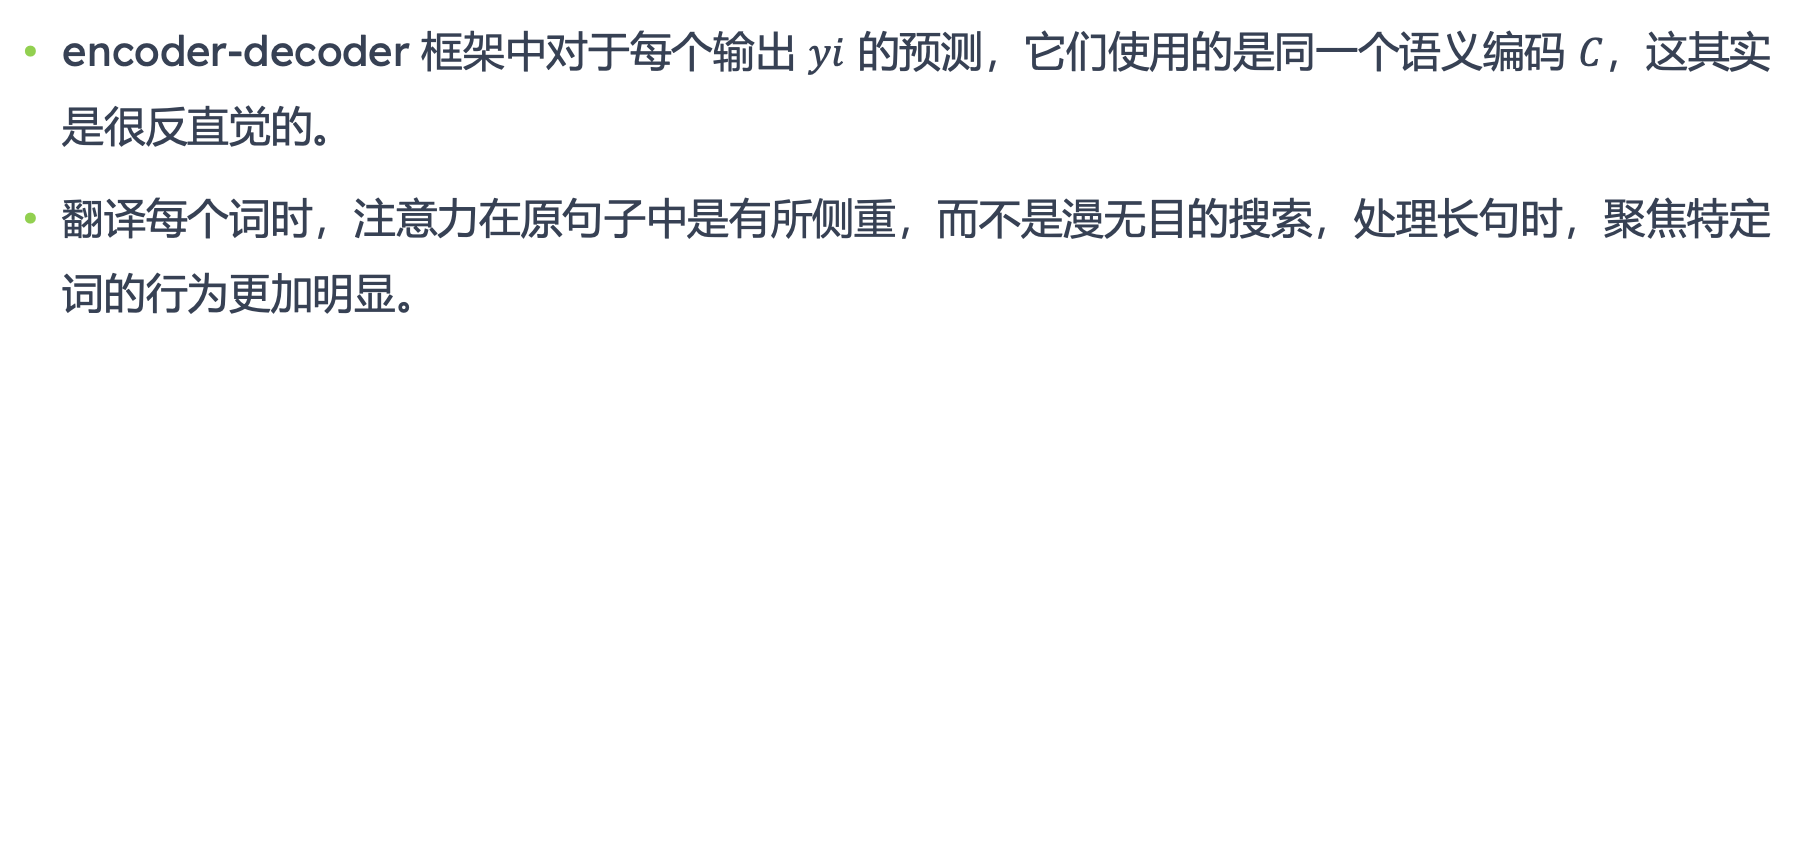 • encoder-decoder 框架中对于每个输出 yi 的预测，它们使用的是同一个语义编码 C，这其实
是很反直觉的。
• 翻译每个词时，注意力在原句子中是有所侧重，而不是漫无目的搜索，处理长句时，聚焦特定
词的行为更加明显。